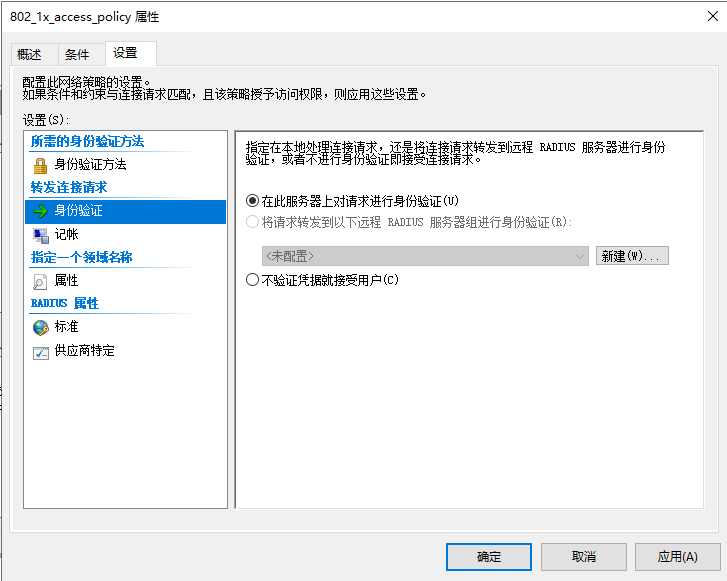 802_1x_access_policy 属性
概述
条件
设置
配置此网络策略的设置。
如果条件和约束与连接请求匹配，且该策略授予访问权限，则应用这些设置。
设置(S):
所需的身份验证方法
身份验证方法
转发连接请求
身份验证
记帐
指定一个领域名称
属性
RADIUS 属性
标准
供应商特定
指定在本地处理连接请求，还是将连接请求转发到远程 RADIUS 服务器进行身份
验证，或者不进行身份验证即接受连接请求。
在此服务器上对请求进行身份验证(U)
将请求转发到以下远程 RADIUS 服务器组进行身份验证(R):
<未配置>
新建(W)...
不验证凭据就接受用户(C)
确定
取消
应用(A)